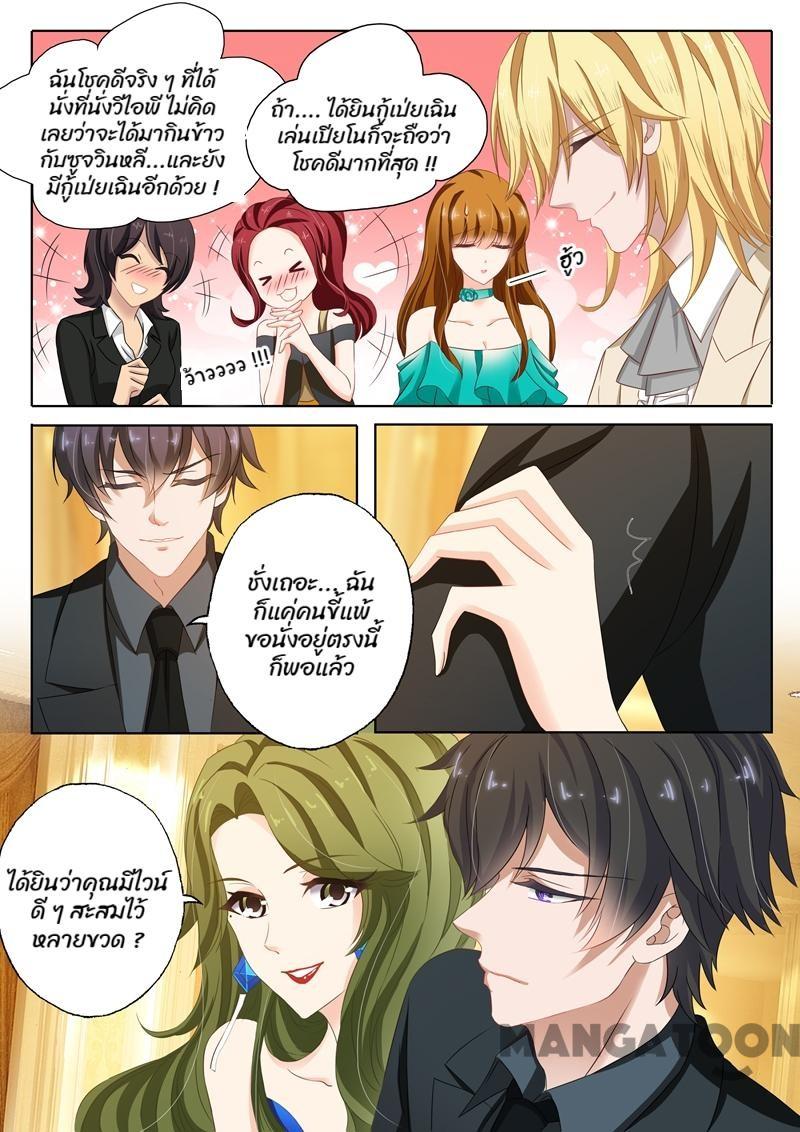 ฉันโชคดีจริง ๆ ที่ได้
นั่งที่นั่งวีไอพี ไม่คิด
เลยว่าจะได้มากินข้าว
กับซูจวินหลี...และยัง
มีกู้เป่ยเฉินอีกด้วย !
ถ้า.... ได้ยินกู้เป่ยเฉิน
เล่นเปียโนก็จะถือว่า
โชคดีมากที่สุด !!
ฮู้ว
ว้าวววว !!!
ชั่งเถอะ... ฉัน
ก็แค่คนขี้แพ้
ขอนั่งอยู่ตรงนี้
ก็พอแล้ว
ได้ยินว่าคุณมีไวน์
ดี ๆ สะสมไว้
หลายขวด ?
MANGATOON